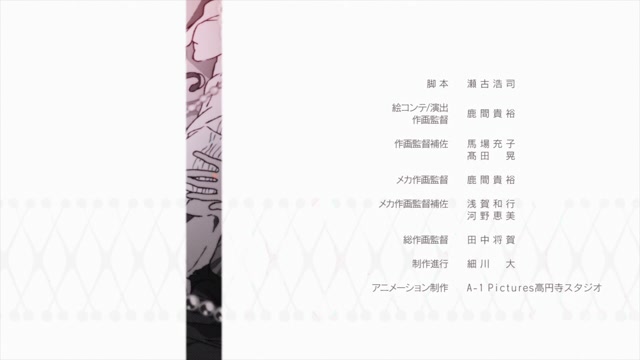 脚本 瀬古浩司
絵コンテ/演出
作画監督 鹿間貴裕
作画監督補佐 馬場充子
髙田 晃
メカ作画監督 鹿間貴裕
メカ作画監督補佐 浅賀和行
河野恵美
総作画監督 田中将賀
制作進行 細川 大
アニメーション制作 A-1 Pictures高円寺スタジオ